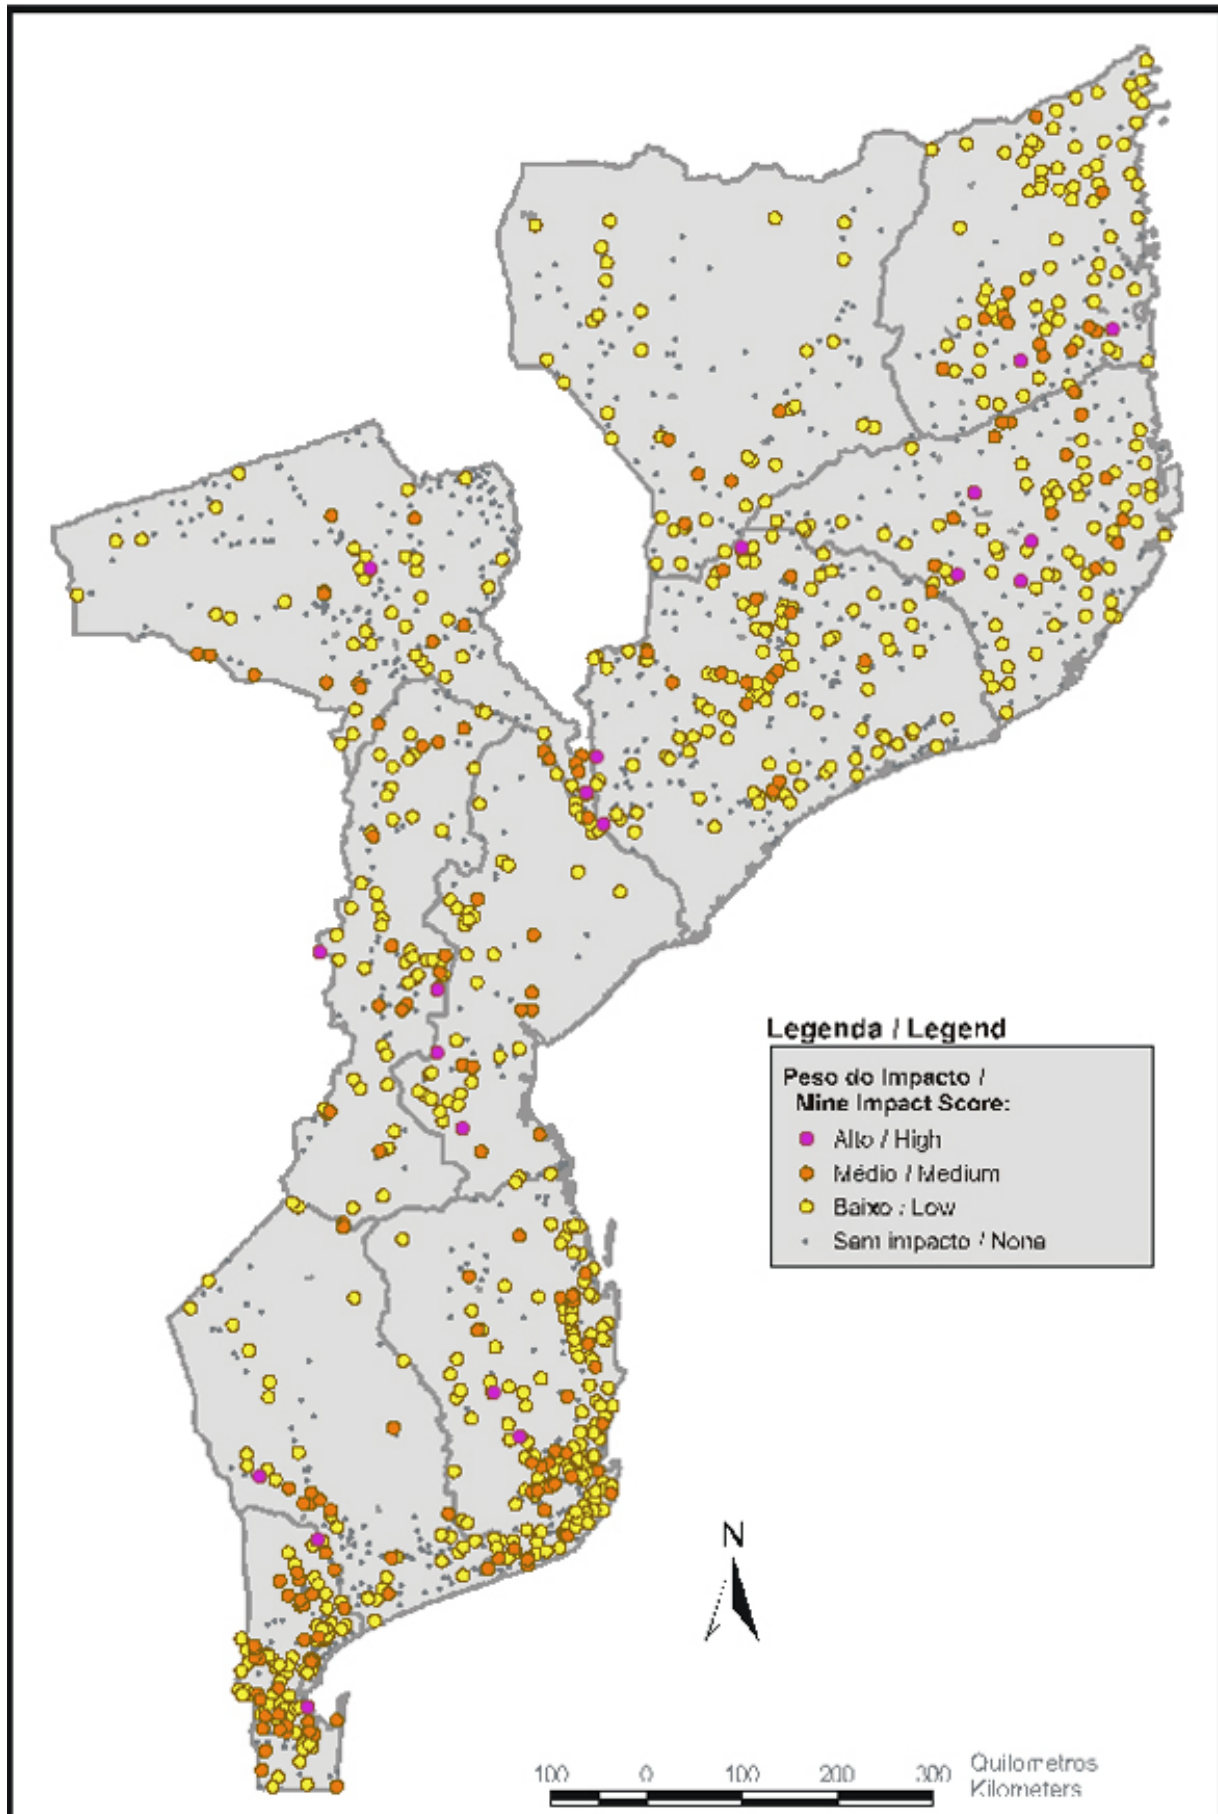 Legenda / Legend
Peso do Impacto /
Mine Impact Score:
Alto / High
Médio / Medium
Baixo : Low
Sem impacto / None
N
100 0 100 200 300 Quilometros
Kilometers